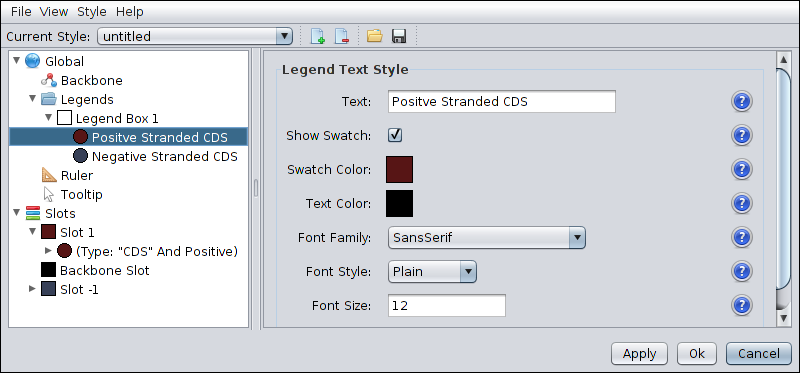 File View Style Help
Current Style: untitled
Global
Backbone
Legends
Legend Box 1
Positve Stranded CDS
Negative Stranded CDS
Ruler
Tooltip
Slots
Slot 1
(Type: "CDS" And Positive)
Backbone Slot
Slot -1
Legend Text Style
Text: Positve Stranded CDS ?
Show Swatch: ?
Swatch Color: ?
Text Color: ?
Font Family: SansSerif ?
Font Style: Plain ?
Font Size: 12 ?
Apply Ok Cancel